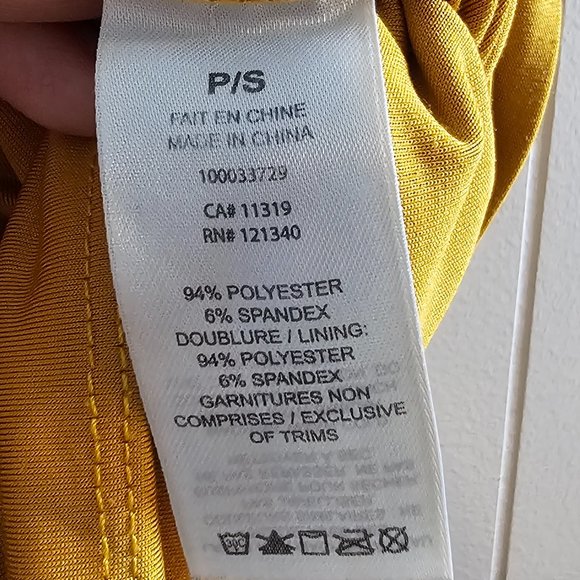 P/S
FAIT EN CHINE
MADE IN CHINA
100033729
CA# 11319
RN# 121340
94% POLYESTER
6% SPANDEX
DOUBLURE / LINING:
94% POLYESTER
6% SPANDEX
GARNITURES NON
COMPRISES / EXCLUSIVE
OF TRIMS
30C